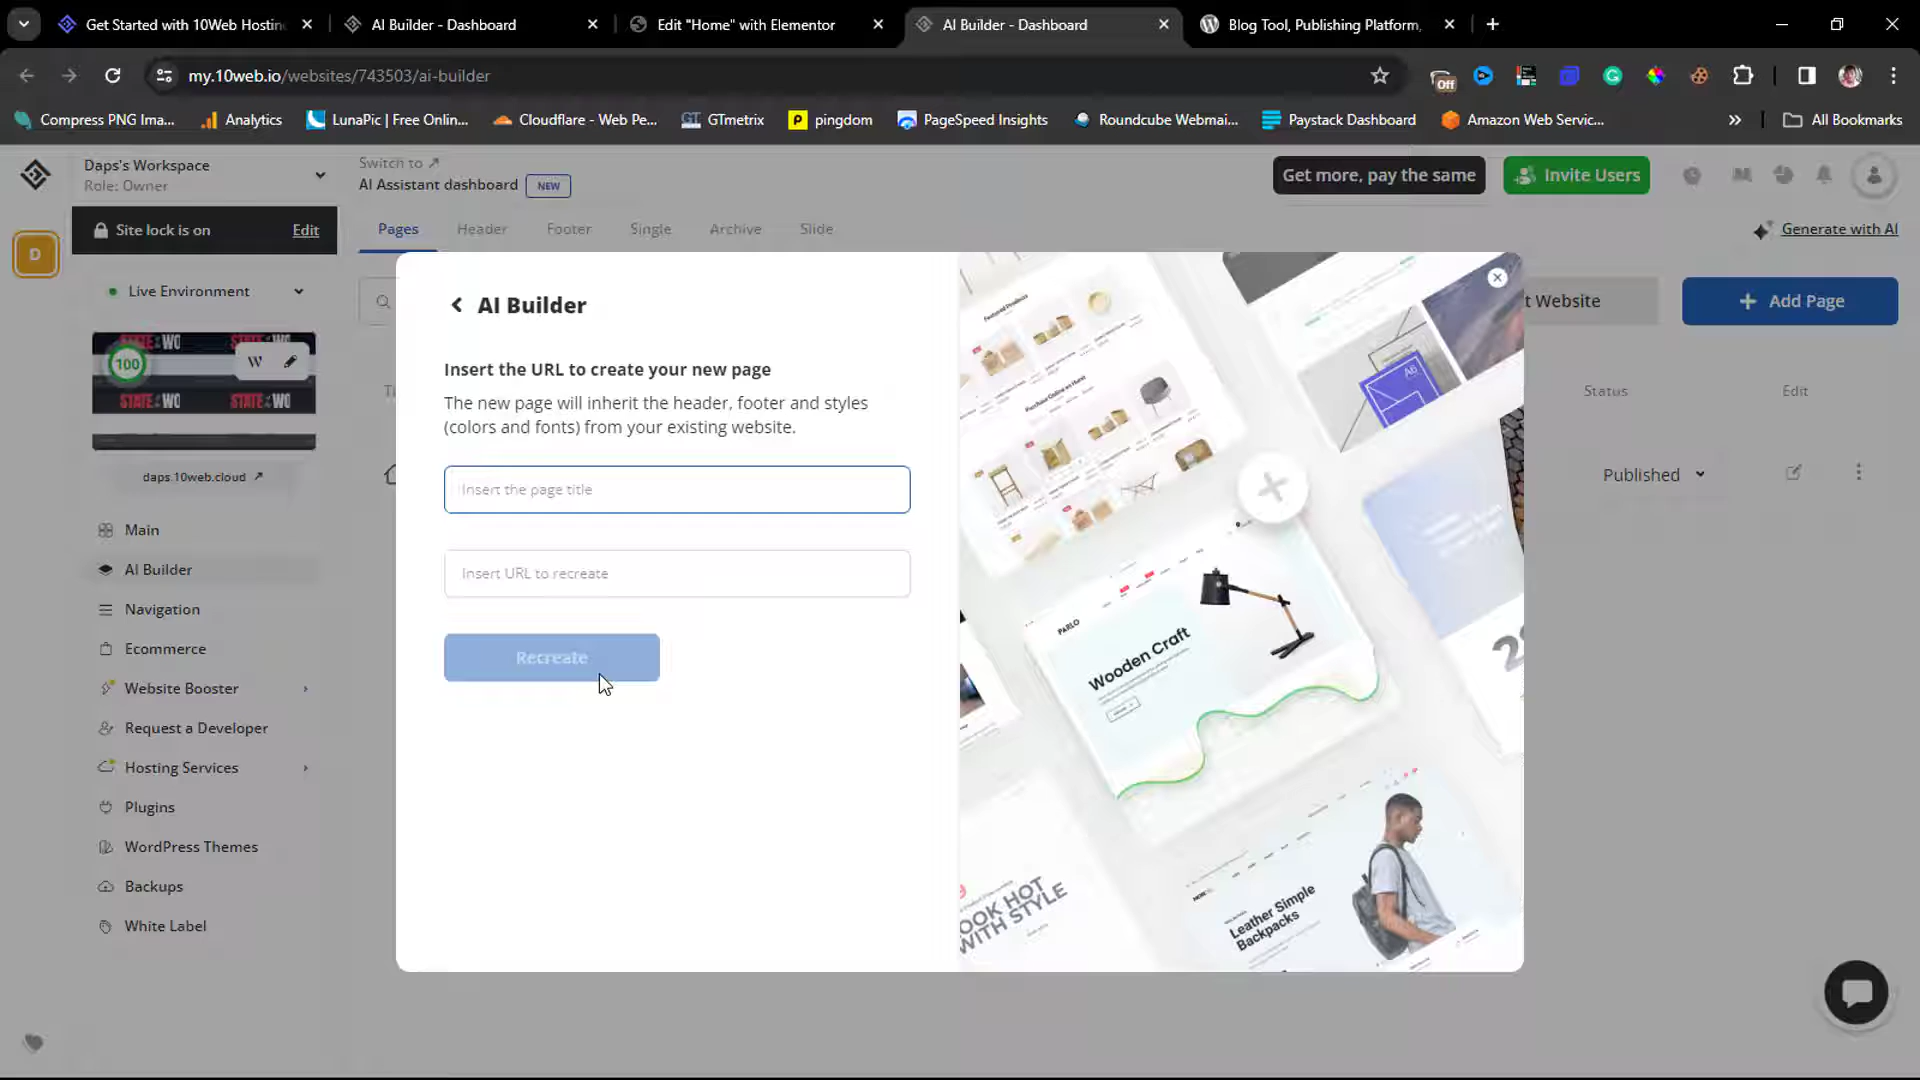 Get Started with 10Web Hosting
AI Builder - Dashboard
Edit "Home" with Elementor
AI Builder - Dashboard
Blog Tool, Publishing Platform,
my.10web.io/websites/743503/ai-builder
Off
Compress PNG Ima...
Analytics
LunaPic | Free Onlin...
Cloudflare - Web Pe...
GTmetrix
pingdom
PageSpeed Insights
Roundcube Webmai...
Paystack Dashboard
Amazon Web Servic...
All Bookmarks
Daps's Workspace
Role: Owner
Switch to
AI Assistant dashboard
NEW
Get more, pay the same
Invite Users
Site lock is on
Edit
Pages
Header
Footer
Single
Archive
Slide
Generate with AI
D
Live Environment
100
daps.10web.cloud
Main
AI Builder
Navigation
Ecommerce
Website Booster
Request a Developer
Hosting Services
Plugins
WordPress Themes
Backups
White Label
t Website
Add Page
Status
Edit
Published
AI Builder
Insert the URL to create your new page
The new page will inherit the header, footer and styles
(colors and fonts) from your existing website.
Insert the page title
Insert URL to recreate
Recreate
Featured Products
PARLO
Wooden Craft
OOK HOT
WITH STYLE
Leather Simple
Backpacks